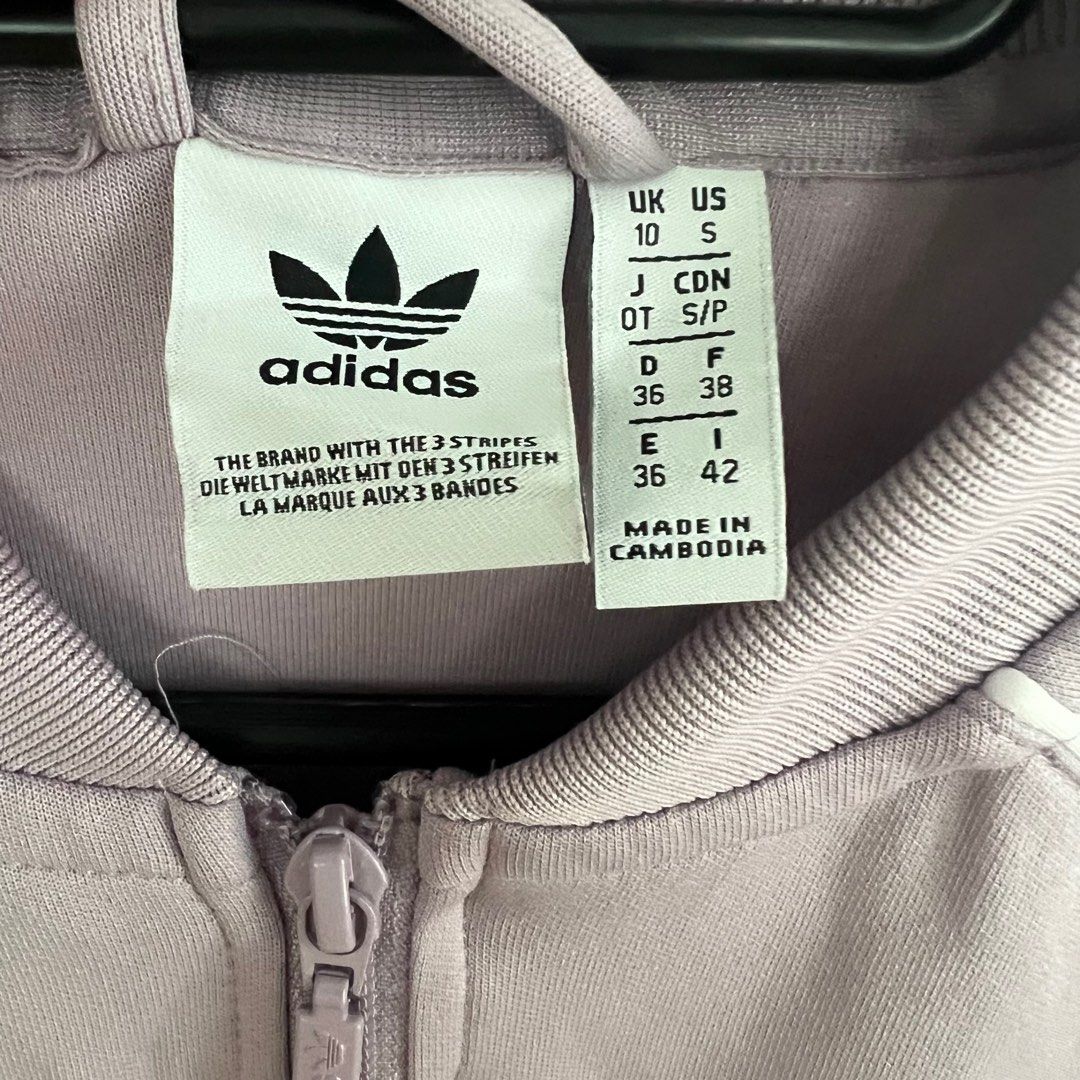 adidas
THE BRAND WITH THE 3 STRIPES
DIE WELTMARKE MIT DEN 3 STREIFEN
LA MARQUE AUX 3 BANDES
UK US
10 S
J CDN
OT S/P
D F
36 38
E I
36 42
MADE IN
CAMBODIA